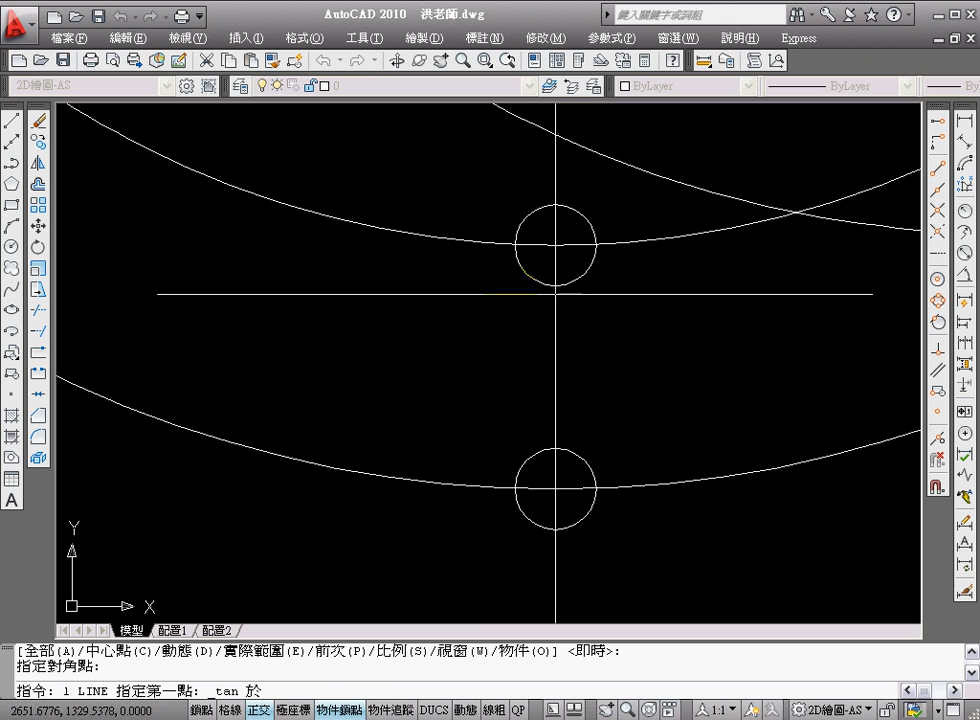 AutoCAD 2010 洪老師.dwg
鍵入關鍵字或詞組
檔案(F) 編輯(E) 檢視(V) 插入(I) 格式(O) 工具(T) 繪製(D) 標註(N) 修改(M) 參數式(P) 視窗(W) 說明(H) Express
2D繪圖-AS
0
ByLayer
ByLayer
By
A
Y
X
模型 配置1 配置2
[全部(A)/中心點(C)/動態(D)/實際範圍(E)/前次(P)/比例(S)/視窗(W)/物件(O)] <即時>:
指定對角點:
指令: l LINE 指定第一點: _tan 於
2651.6776, 1329.5378, 0.0000 鎖點 格線 正交 極座標 物件鎖點 物件追蹤 DUCS 動態 線粗 QP
1:1
2D繪圖-AS